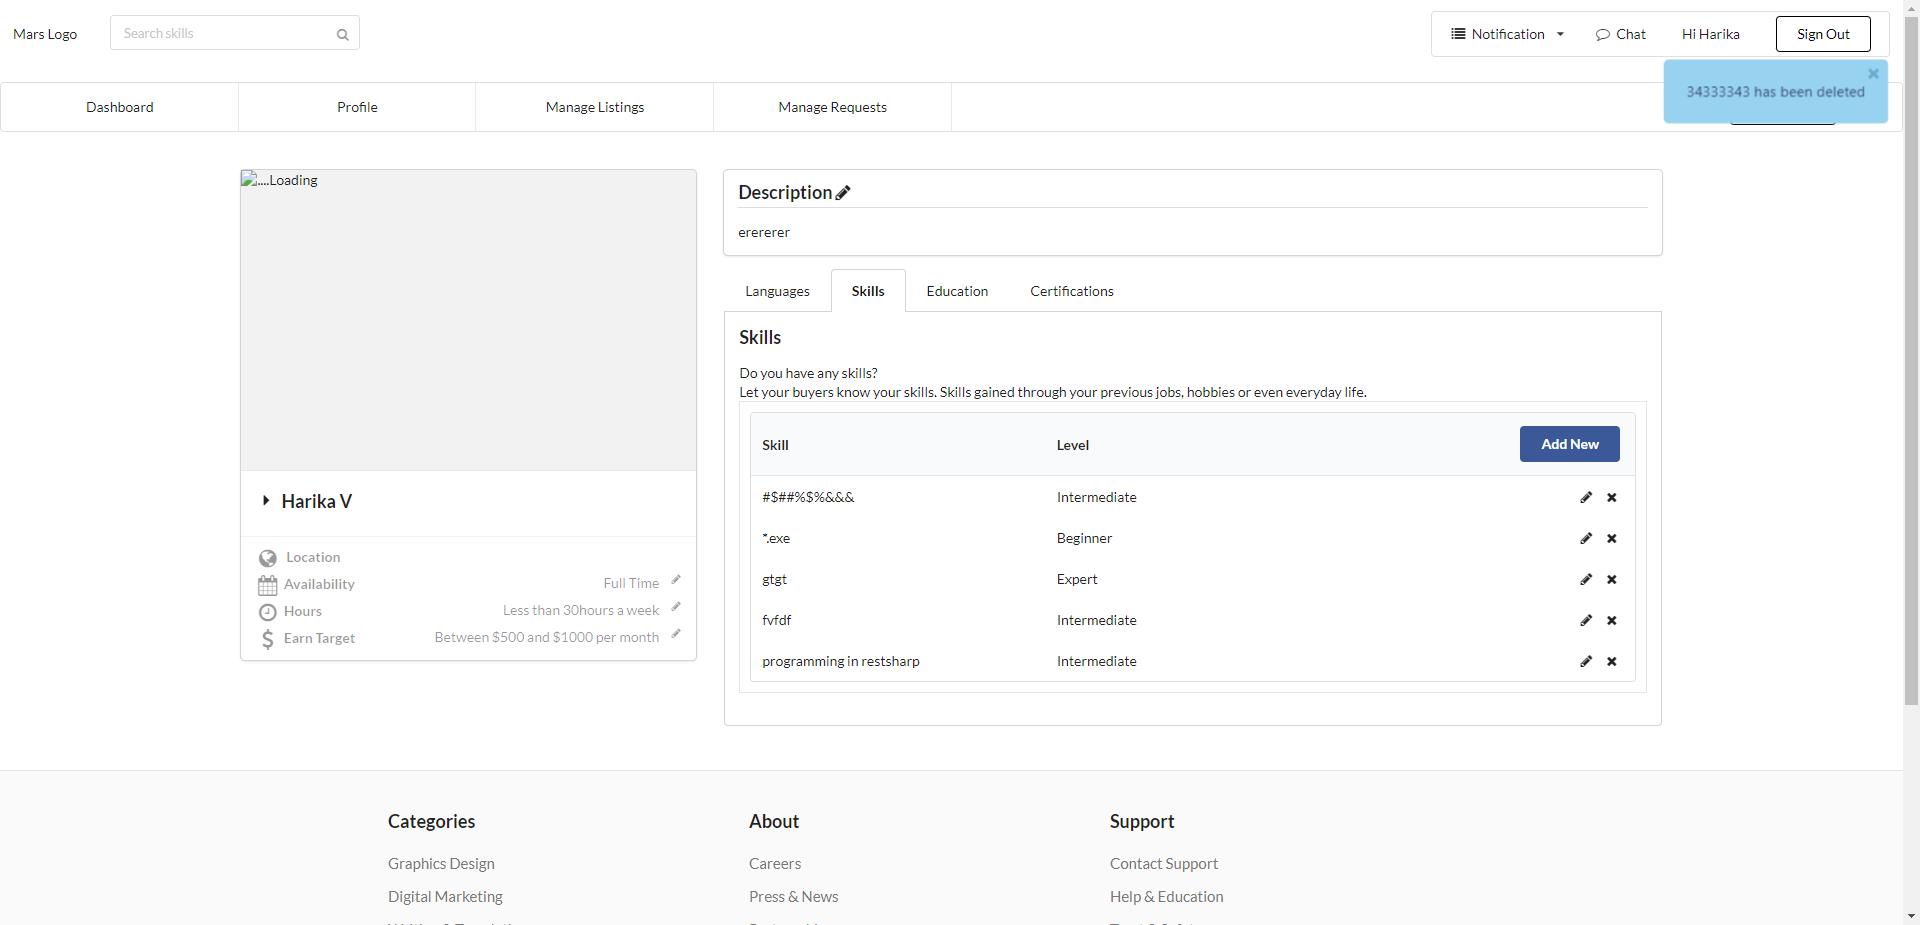 Mars Logo
Search skills
Notification
Chat
Hi Harika
Sign Out
34333343 has been deleted
Dashboard
Profile
Manage Listings
Manage Requests
....Loading
Harika V
Location
Availability
Full Time
Hours
Less than 30hours a week
Earn Target
Between $500 and $1000 per month
Description
erererer
Languages
Skills
Education
Certifications
Skills
Do you have any skills?
Let your buyers know your skills. Skills gained through your previous jobs, hobbies or even everyday life.
Skill Level Add New
#$##%$%&&& Intermediate
*.exe Beginner
gtgt Expert
fvfdf Intermediate
programming in restsharp Intermediate
Categories
Graphics Design
Digital Marketing
About
Careers
Press & News
Support
Contact Support
Help & Education